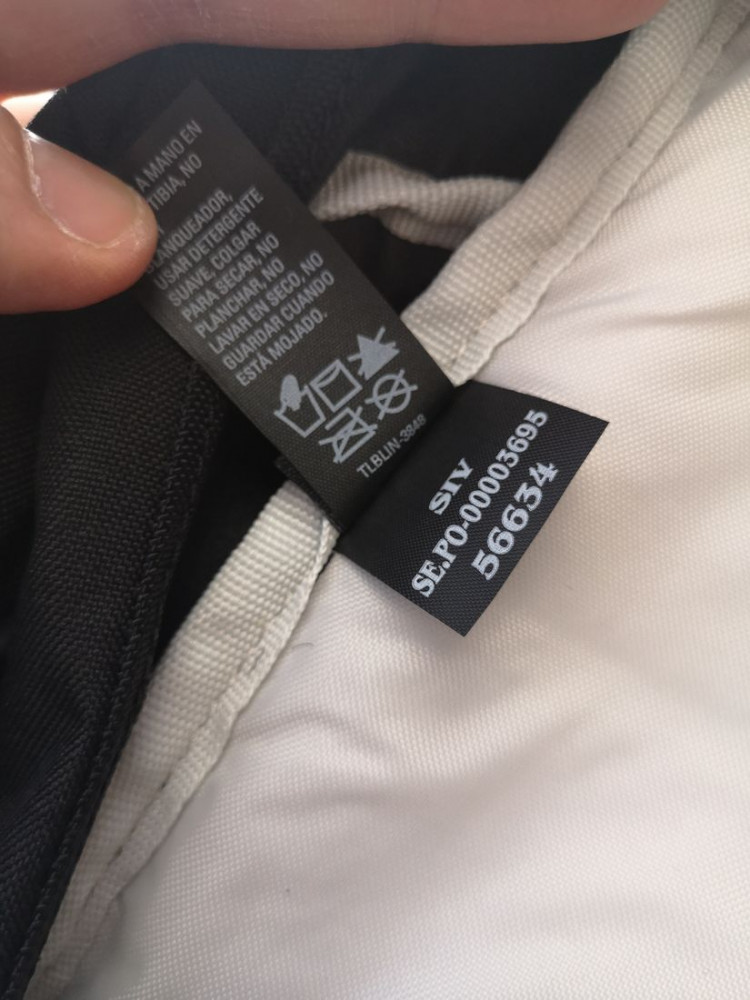 A MANO EN
TIBIA, NO
BLANQUEADOR,
USAR DETERGENTE
SUAVE, COLGAR
PARA SECAR, NO
PLANCHAR, NO
LAVAR EN SECO, NO
GUARDAR CUANDO
ESTÁ MOJADO.
TLBLIN-3848
SIV
SE.PO-00003695
56634